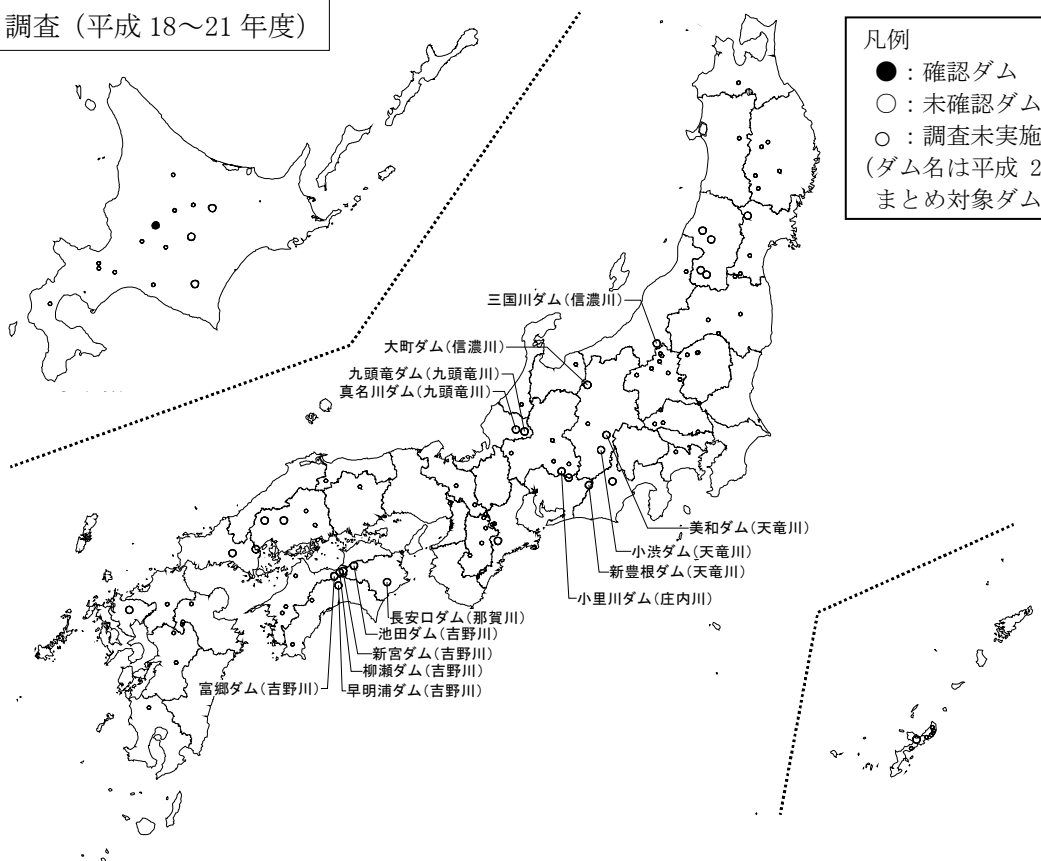 調査（平成 18～21 年度）
凡例
●：確認ダム
○：未確認ダム
○：調査未実施
(ダム名は平成 2
まとめ対象ダム
三国川ダム(信濃川)
大町ダム(信濃川)
九頭竜ダム(九頭竜川)
真名川ダム(九頭竜川)
美和ダム(天竜川)
小渋ダム(天竜川)
新豊根ダム(天竜川)
小里川ダム(庄内川)
長安口ダム(那賀川)
池田ダム(吉野川)
新宮ダム(吉野川)
柳瀬ダム(吉野川)
富郷ダム(吉野川)
早明浦ダム(吉野川)